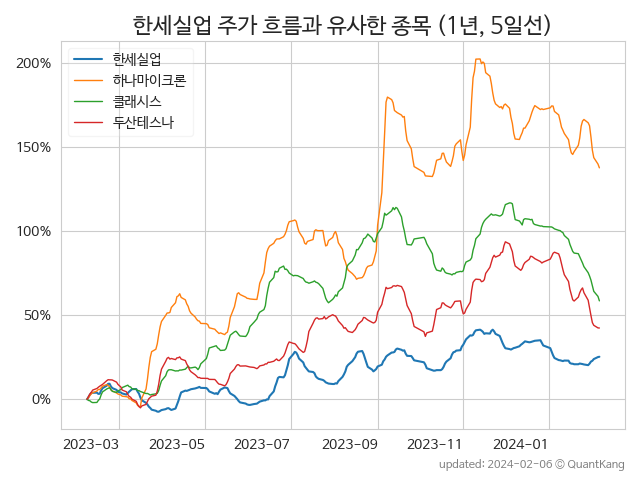 한세실업 주가 흐름과 유사한 종목 (1년, 5일선)
200%
150%
100%
50%
0%
한세실업
하나마이크론
클래시스
두산테스나
2023-03 2023-05 2023-07 2023-09 2023-11 2024-01
updated: 2024-02-06 © QuantKang